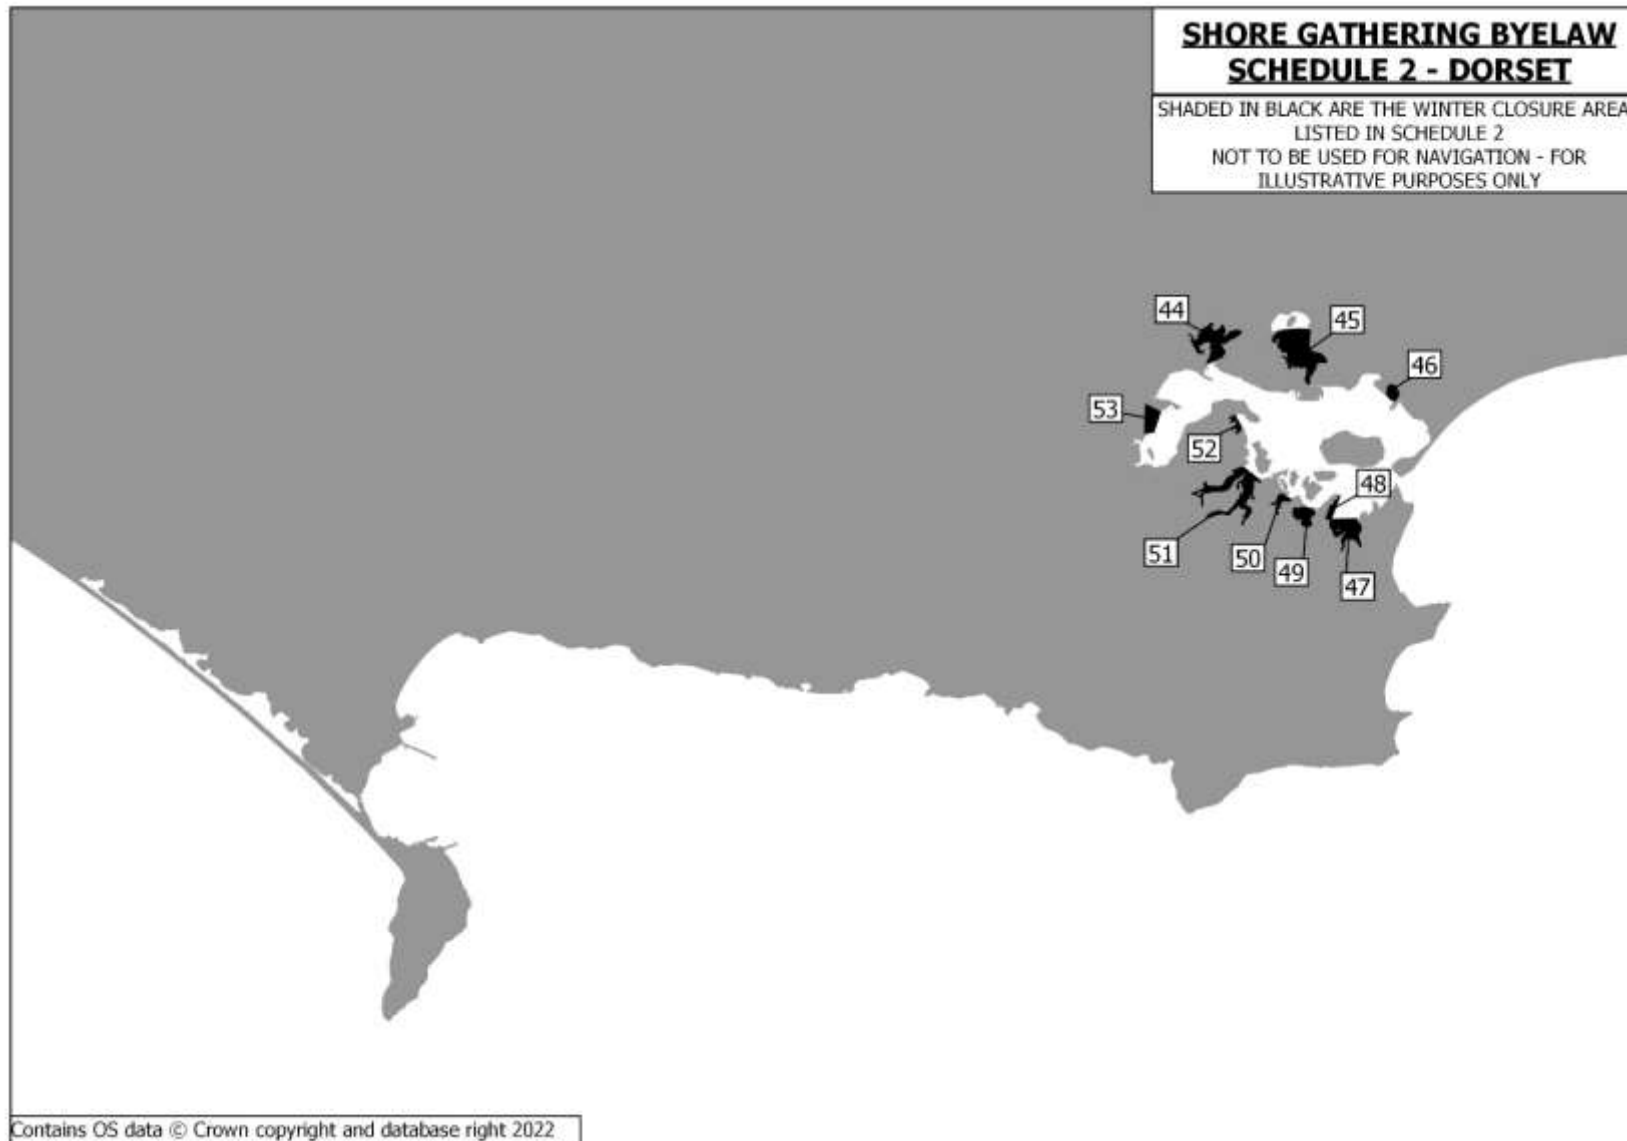 SHORE GATHERING BYELAW
SCHEDULE 2 - DORSET
SHADED IN BLACK ARE THE WINTER CLOSURE AREA
LISTED IN SCHEDULE 2
NOT TO BE USED FOR NAVIGATION - FOR
ILLUSTRATIVE PURPOSES ONLY
44
45
46
53
52
48
51
50
49
47
Contains OS data © Crown copyright and database right 2022